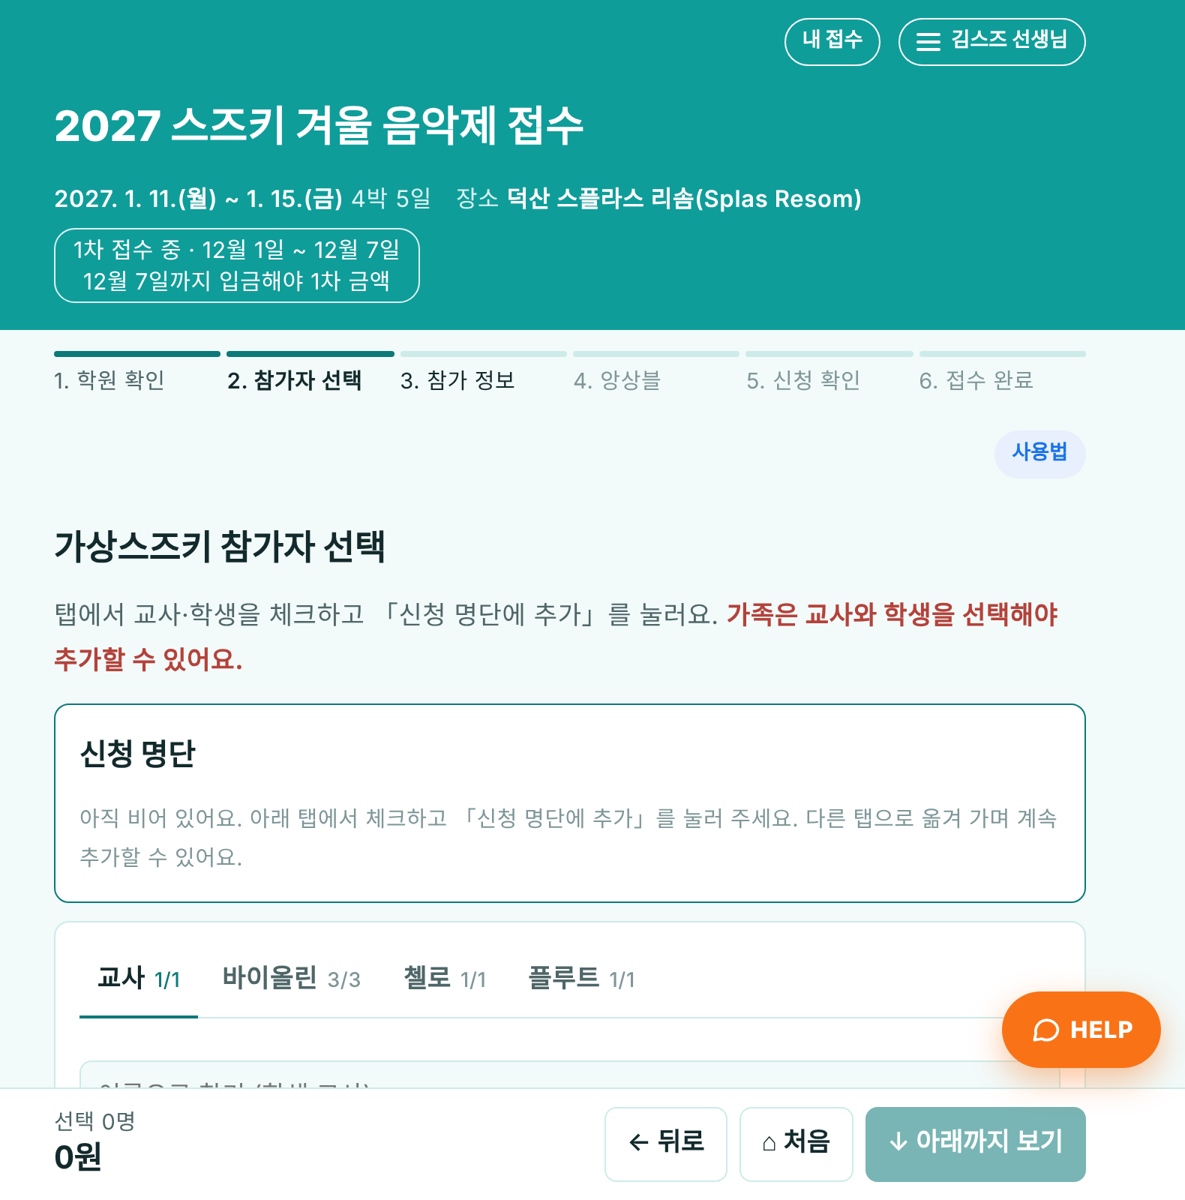 내 접수
김스즈 선생님
2027 스즈키 겨울 음악제 접수
2027. 1. 11.(월) ~ 1. 15.(금) 4박 5일 장소 덕산 스플라스 리솜(Splas Resom)
1차 접수 중 · 12월 1일 ~ 12월 7일
12월 7일까지 입금해야 1차 금액
1. 학원 확인
2. 참가자 선택
3. 참가 정보
4. 앙상블
5. 신청 확인
6. 접수 완료
사용법
가상스즈키 참가자 선택
탭에서 교사·학생을 체크하고 「신청 명단에 추가」를 눌러요. 가족은 교사와 학생을 선택해야
추가할 수 있어요.
신청 명단
아직 비어 있어요. 아래 탭에서 체크하고 「신청 명단에 추가」를 눌러 주세요. 다른 탭으로 옮겨 가며 계속
추가할 수 있어요.
교사 1/1
바이올린 3/3
첼로 1/1
플루트 1/1
HELP
선택 0명
0원
← 뒤로
⌂ 처음
↓ 아래까지 보기